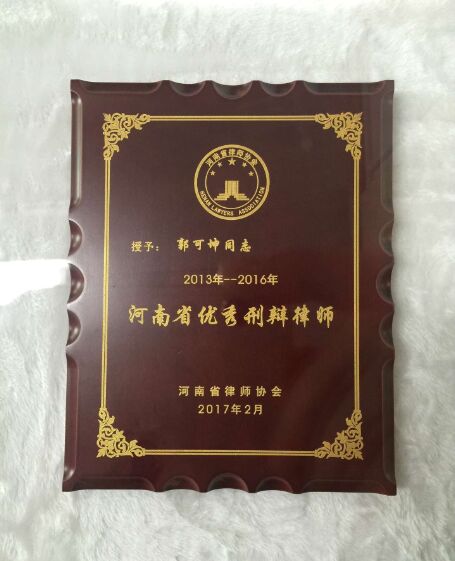 河南省律师协会
HENAN LAWYERS ASSOCIATION
授予：郭可坤同志
2013年--2016年
河南省优秀刑辩律师
河南省律师协会
2017年2月